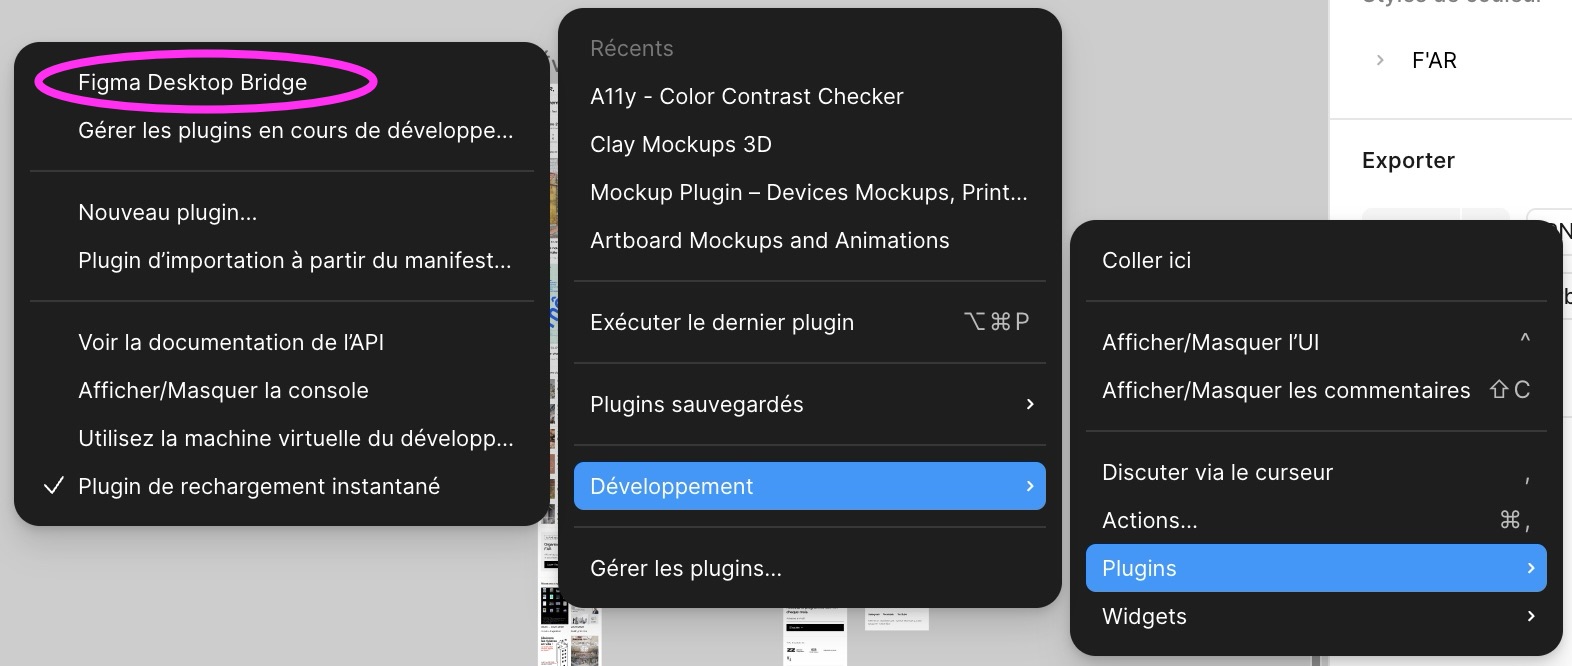 Figma Desktop Bridge
Gérer les plugins en cours de développe...
Nouveau plugin...
Plugin d’importation à partir du manifest...
Voir la documentation de l’API
Afficher/Masquer la console
Utilisez la machine virtuelle du développ...
✓ Plugin de rechargement instantané
Récents
A11y - Color Contrast Checker
Clay Mockups 3D
Mockup Plugin – Devices Mockups, Print...
Artboard Mockups and Animations
Exécuter le dernier plugin ⌥⌘P
Plugins sauvegardés
Développement
Gérer les plugins...
F'AR
Exporter
Coller ici
Afficher/Masquer l’UI ^
Afficher/Masquer les commentaires ⇧C
Discuter via le curseur ,
Actions... ⌘,
Plugins
Widgets